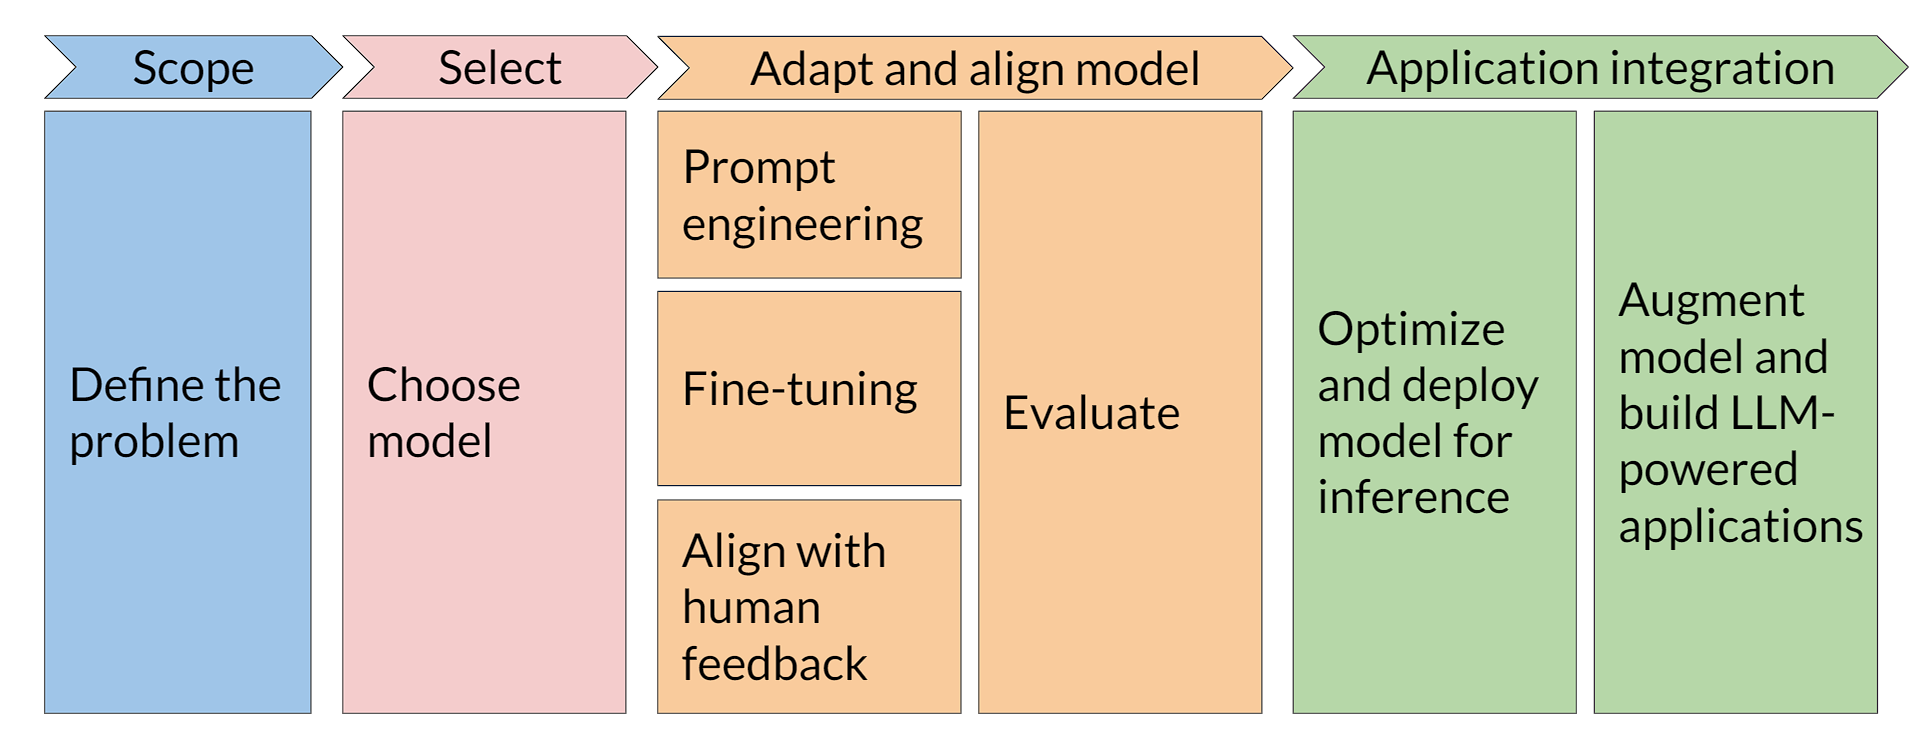 Scope
Select
Adapt and align model
Application integration
Define the
problem
Choose
model
Prompt
engineering
Fine-tuning
Align with
human
feedback
Evaluate
Optimize
and deploy
model for
inference
Augment
model and
build LLM-
powered
applications